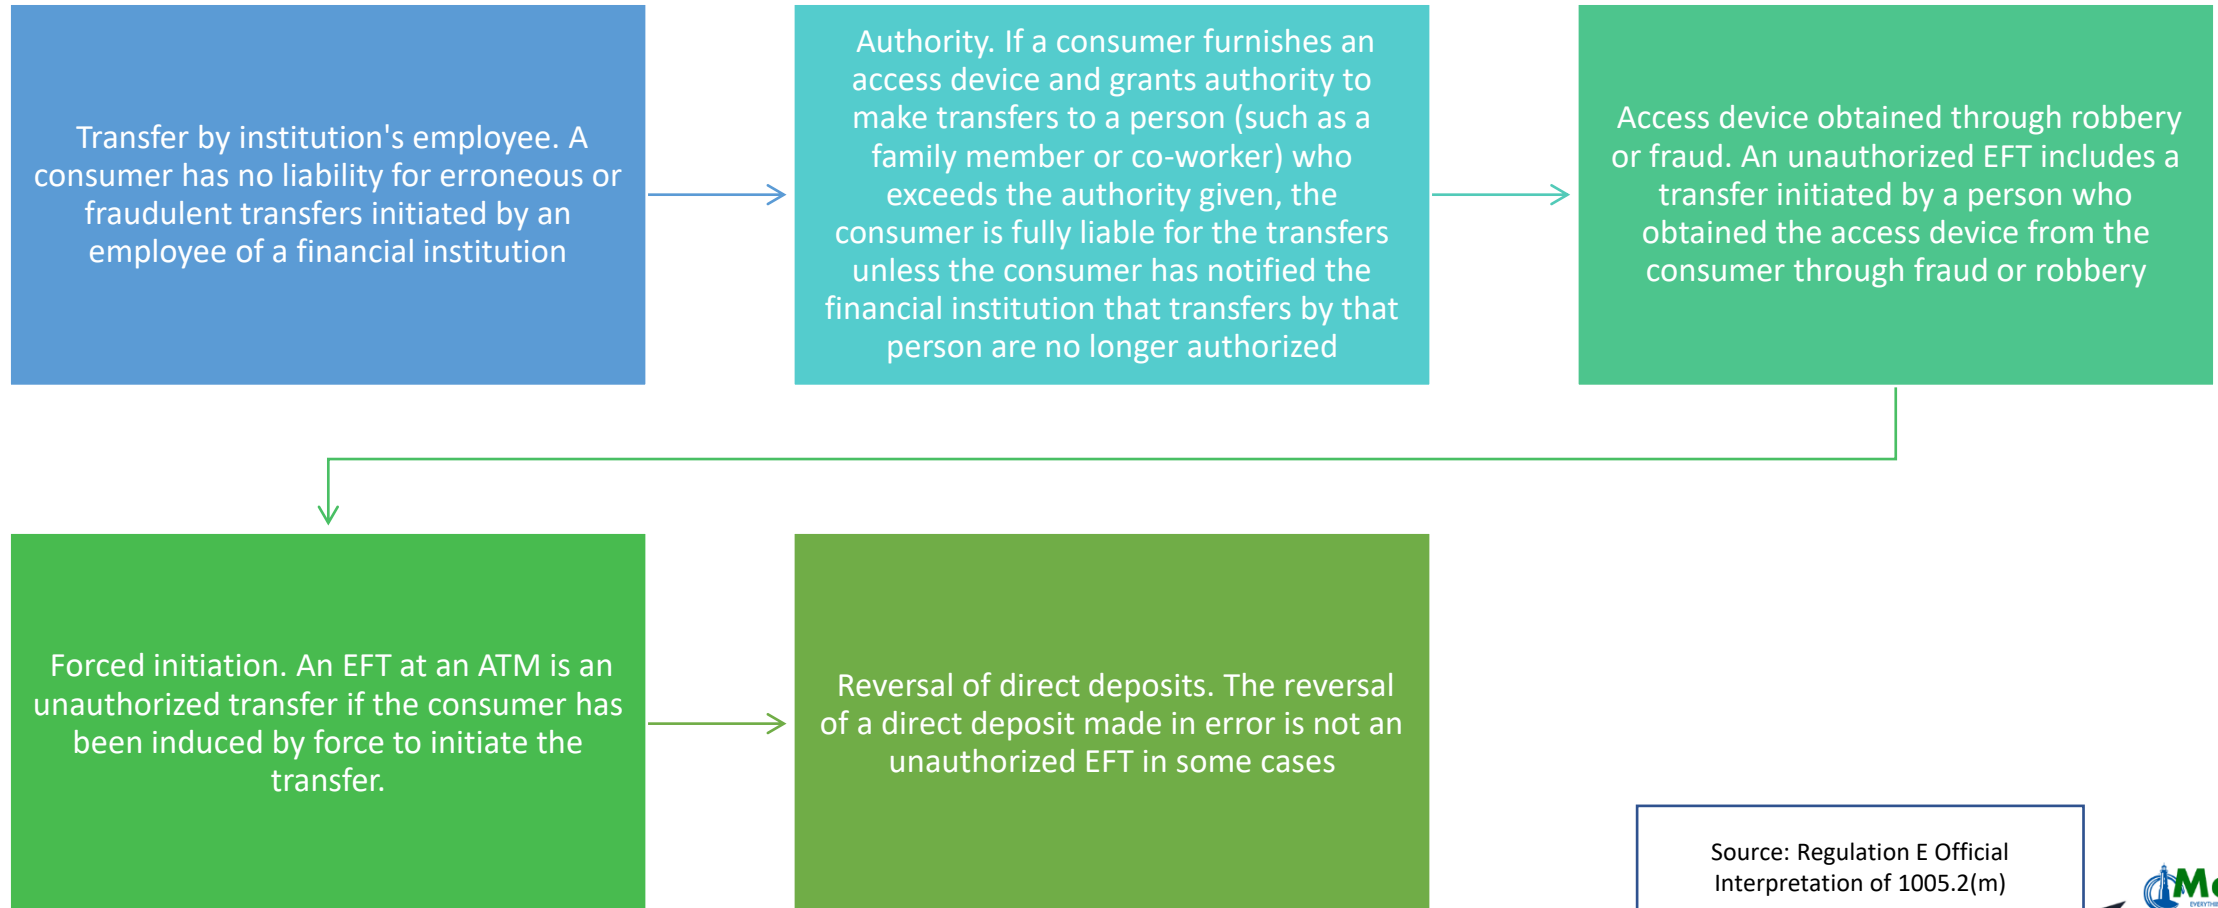 Transfer by institution's employee. A
consumer has no liability for erroneous or
fraudulent transfers initiated by an
employee of a financial institution
Authority. If a consumer furnishes an
access device and grants authority to
make transfers to a person (such as a
family member or co-worker) who
exceeds the authority given, the
consumer is fully liable for the transfers
unless the consumer has notified the
financial institution that transfers by that
person are no longer authorized
Access device obtained through robbery
or fraud. An unauthorized EFT includes a
transfer initiated by a person who
obtained the access device from the
consumer through fraud or robbery
Forced initiation. An EFT at an ATM is an
unauthorized transfer if the consumer has
been induced by force to initiate the
transfer.
Reversal of direct deposits. The reversal
of a direct deposit made in error is not an
unauthorized EFT in some cases
Source: Regulation E Official
Interpretation of 1005.2(m)